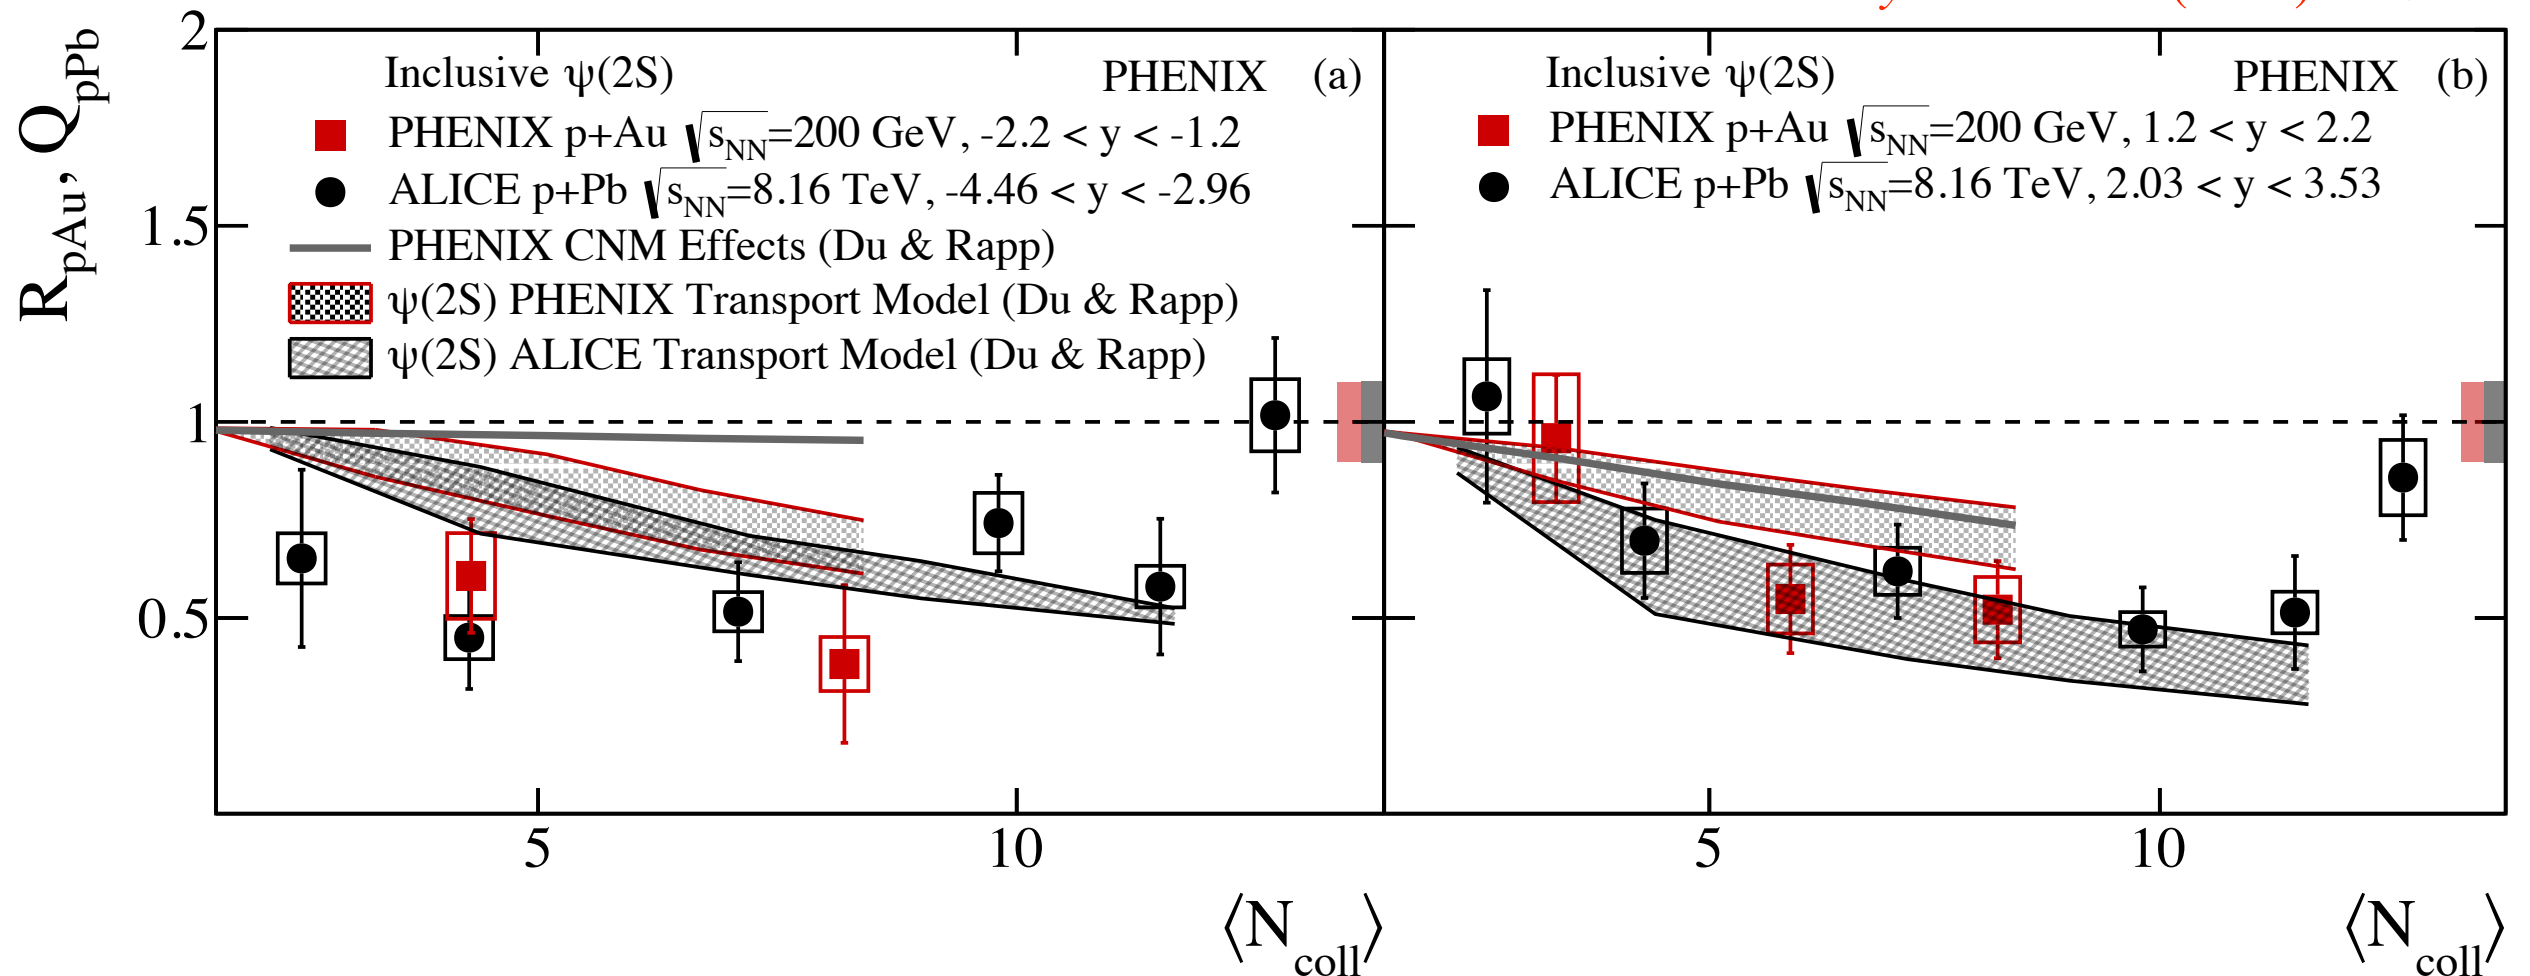 R_pAu, Q_pPb
2
1.5
1
0.5
Inclusive ψ(2S)
PHENIX (a)
PHENIX p+Au √s_NN=200 GeV, -2.2 < y < -1.2
ALICE p+Pb √s_NN=8.16 TeV, -4.46 < y < -2.96
PHENIX CNM Effects (Du & Rapp)
ψ(2S) PHENIX Transport Model (Du & Rapp)
ψ(2S) ALICE Transport Model (Du & Rapp)
5 10
⟨N_coll⟩
Inclusive ψ(2S)
PHENIX (b)
PHENIX p+Au √s_NN=200 GeV, 1.2 < y < 2.2
ALICE p+Pb √s_NN=8.16 TeV, 2.03 < y < 3.53
5 10
⟨N_coll⟩